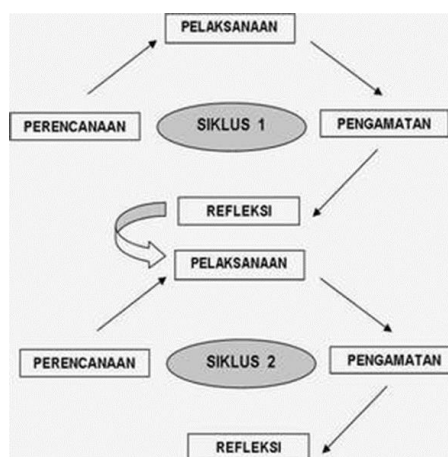 PELAKSANAAN
PERENCANAAN
SIKLUS 1
PENGAMATAN
REFLEKSI
PELAKSANAAN
PERENCANAAN
SIKLUS 2
PENGAMATAN
REFLEKSI